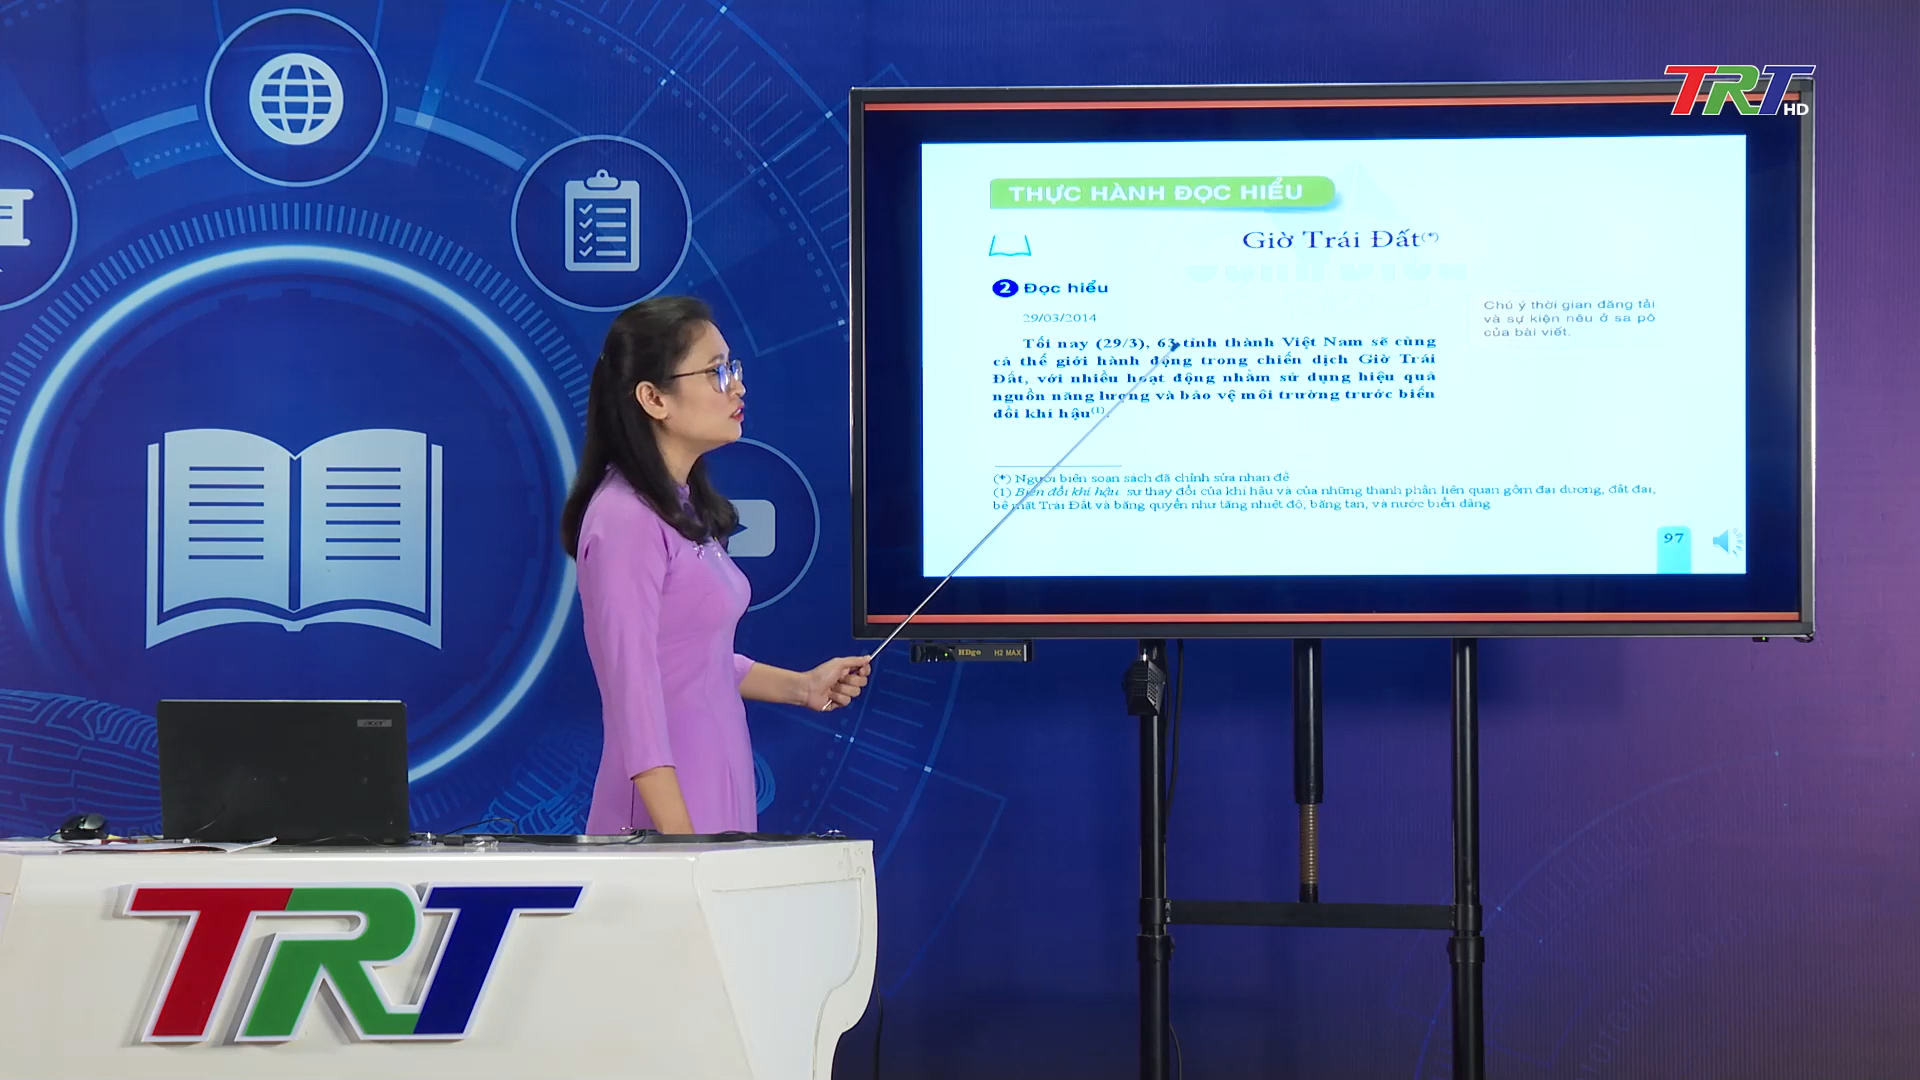 TRT HD
THỰC HÀNH ĐỌC HIỂU
Giờ Trái Đất(*)
2 Đọc hiểu
29/03/2014
Tối nay (29/3), 63 tỉnh thành Việt Nam sẽ cùng
cả thế giới hành động trong chiến dịch Giờ Trái
Đất, với nhiều hoạt động nhằm sử dụng hiệu quả
nguồn năng lượng và bảo vệ môi trường trước biến
đổi khí hậu(1).
Chú ý thời gian đăng tải
và sự kiện nêu ở sa pô
của bài viết.
(*) Người biên soạn sách đã chỉnh sửa nhan đề
(1) Biến đổi khí hậu: sự thay đổi của khí hậu và của những thành phần liên quan gồm đại dương, đất đai,
bề mặt Trái Đất và băng quyển như tăng nhiệt độ, băng tan, và nước biển dâng
97
HDgo H2 MAX
acer
TRT